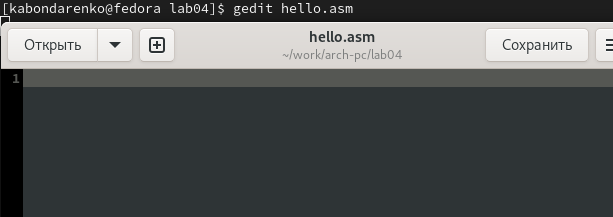 [kabondarenko@fedora lab04]$ gedit hello.asm
Открыть
hello.asm
~/work/arch-pc/lab04
Сохранить
1